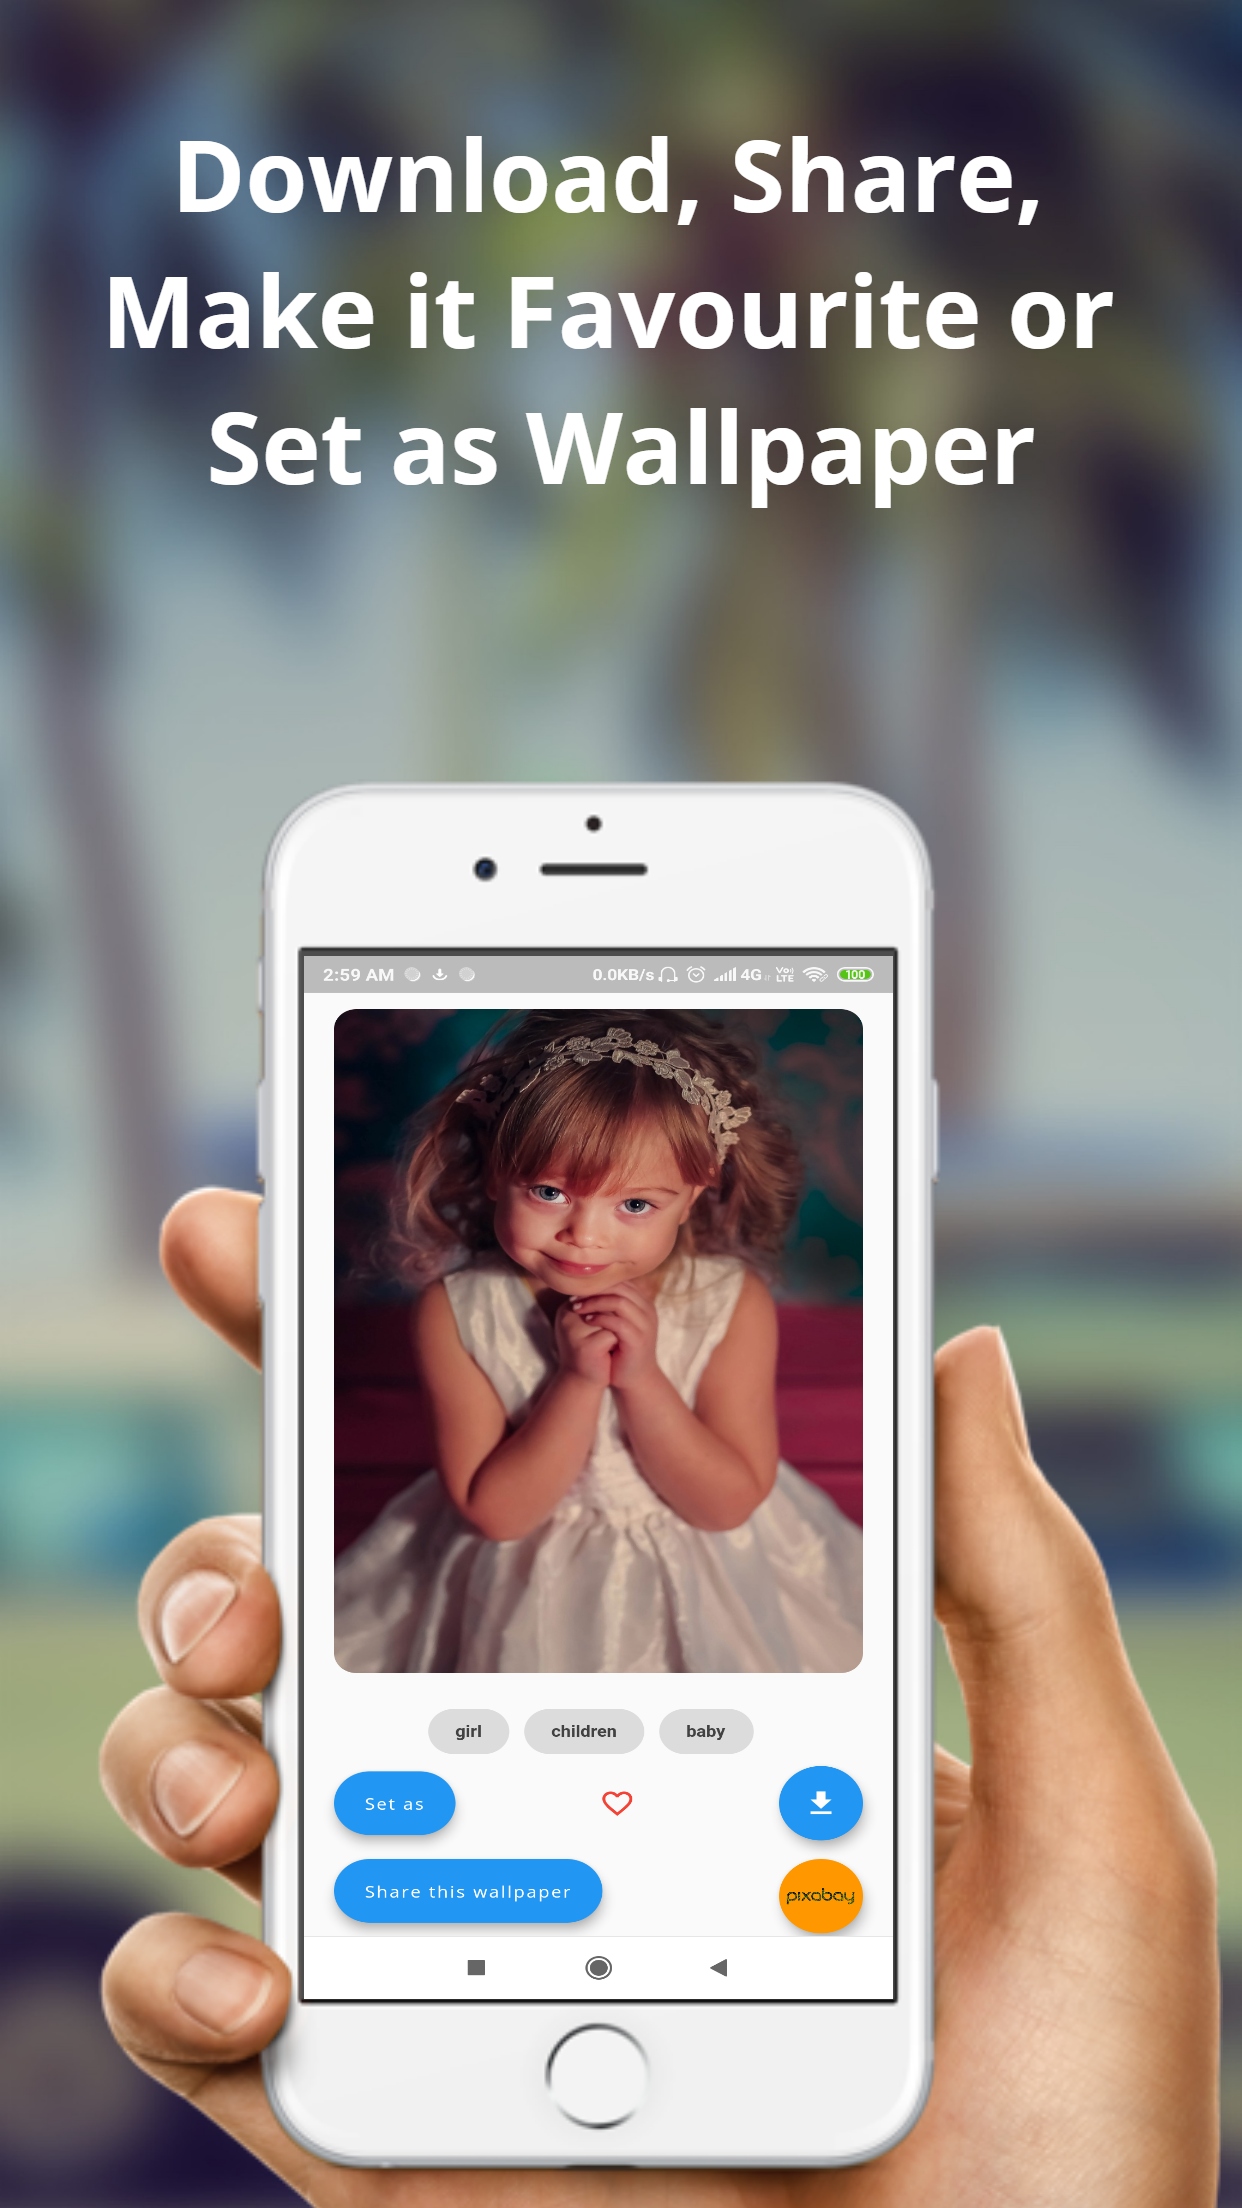 Download, Share,
Make it Favourite or
Set as Wallpaper
2:59 AM 0.0KB/s 4G Vo LTE 100
girl children baby
Set as
Share this wallpaper
pixabay